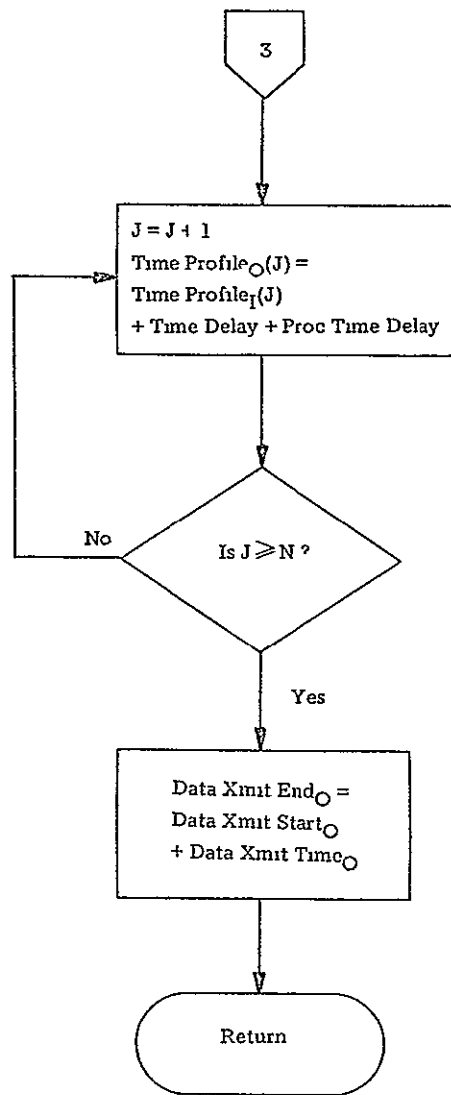 3
J = J + 1
Time Profile_O(J) =
Time Profile_I(J)
+ Time Delay + Proc Time Delay
No
Is J ≥ N ?
Yes
Data Xmit End_O =
Data Xmit Start_O
+ Data Xmit Time_O
Return